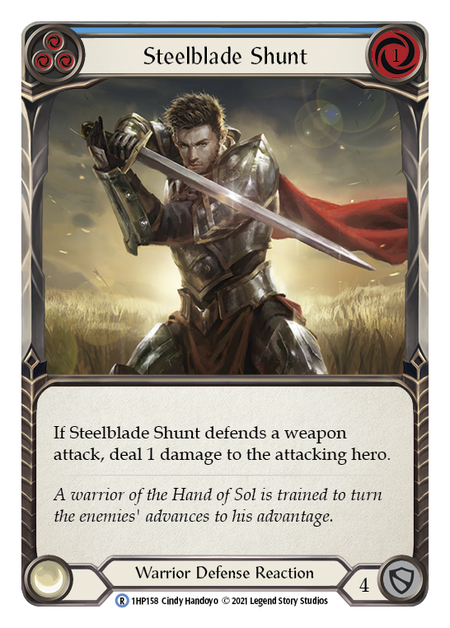 Steelblade Shunt
1
If Steelblade Shunt defends a weapon
attack, deal 1 damage to the attacking hero.
A warrior of the Hand of Sol is trained to turn
the enemies' advances to his advantage.
Warrior Defense Reaction
4
R 1HP158 Cindy Handoyo © 2021 Legend Story Studios